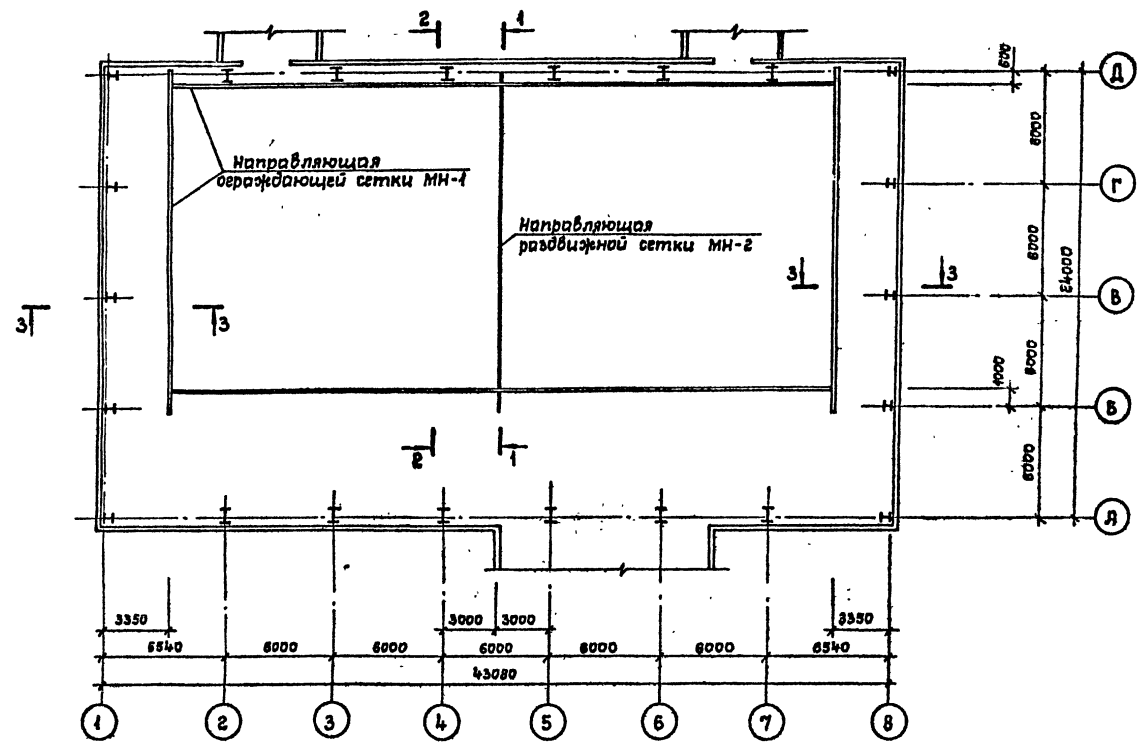 2 1
600
Д
Направляющая
ограждающей сетки МН-1
6000
Г
Направляющая
раздвижной сетки МН-2
6000
24000
3 3
В
3 3
6000
1000
Б
2 1
6000
А
3350 3000 3000 3350
6540 6000 6000 6000 6000 6000 6540
43080
1 2 3 4 5 6 7 8